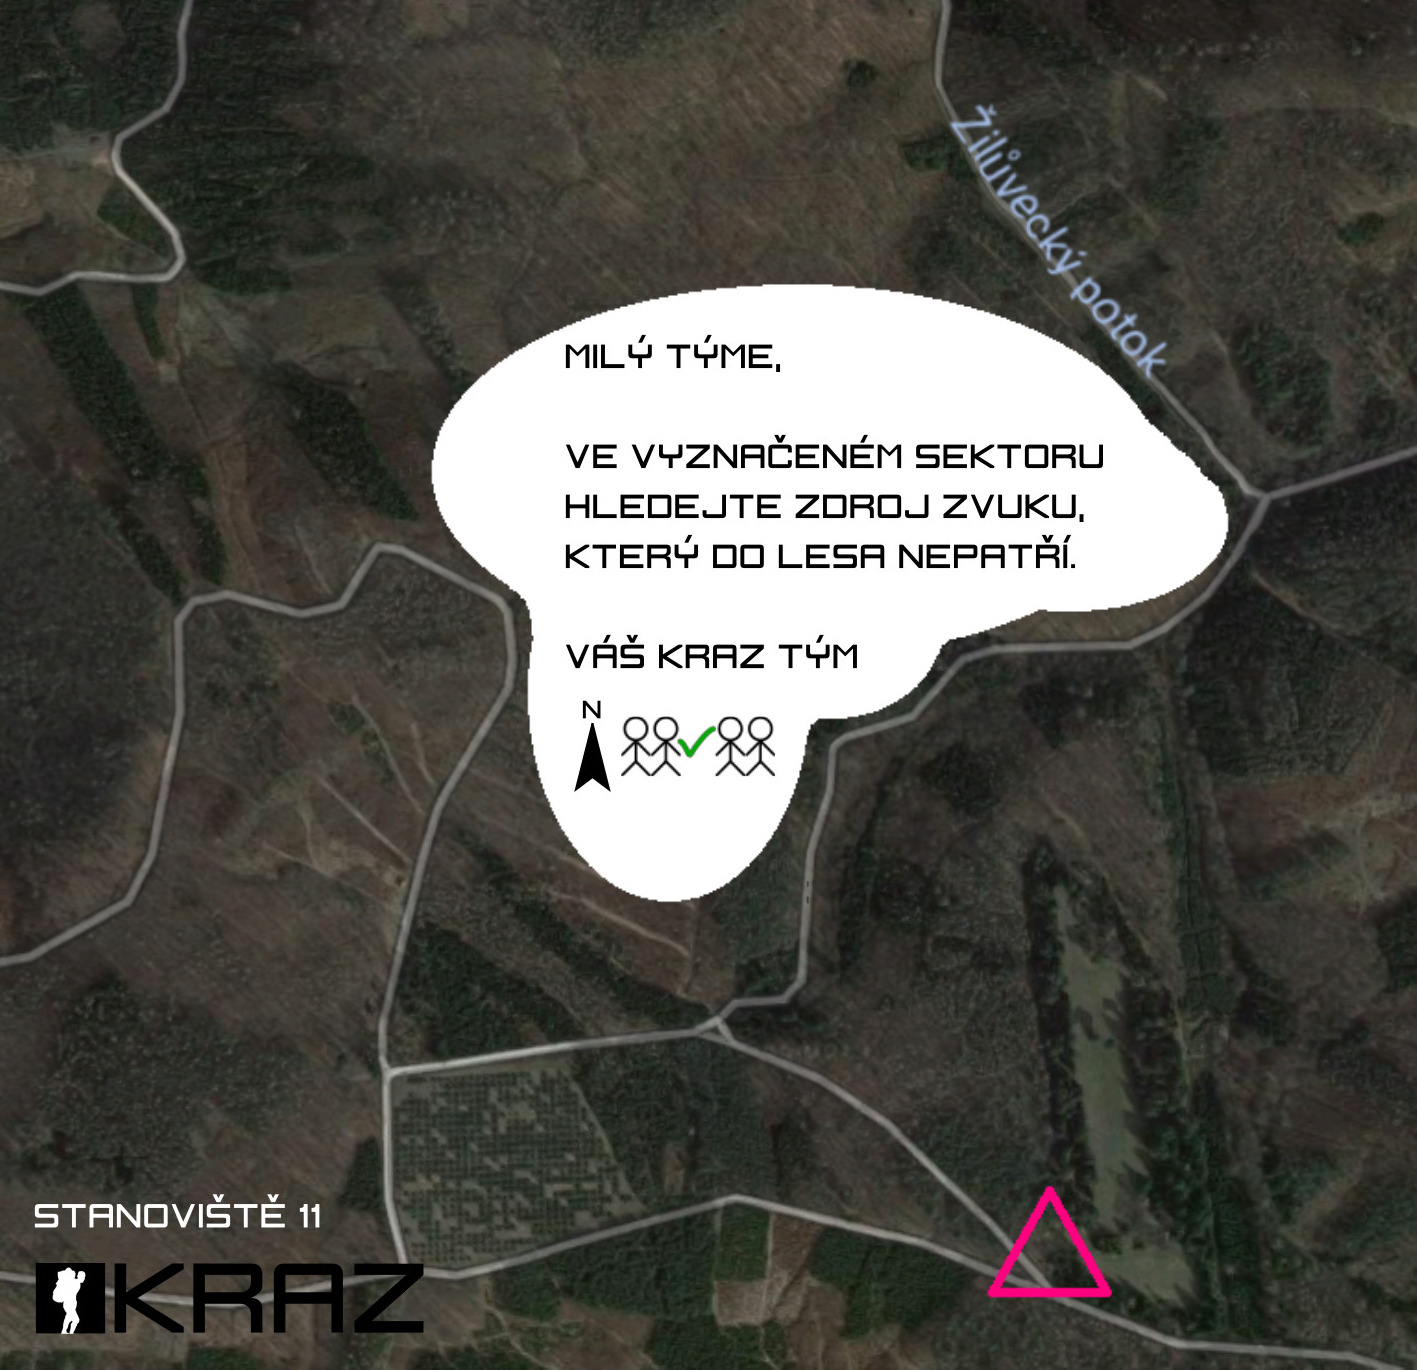 Žilůvecký potok
MILÝ TÝME,
VE VYZNAČENÉM SEKTORU
HLEDEJTE ZDROJ ZVUKU,
KTERÝ DO LESA NEPATŘÍ.
VÁŠ KRAZ TÝM
N
STANOVIŠTĚ 11
KRAZ